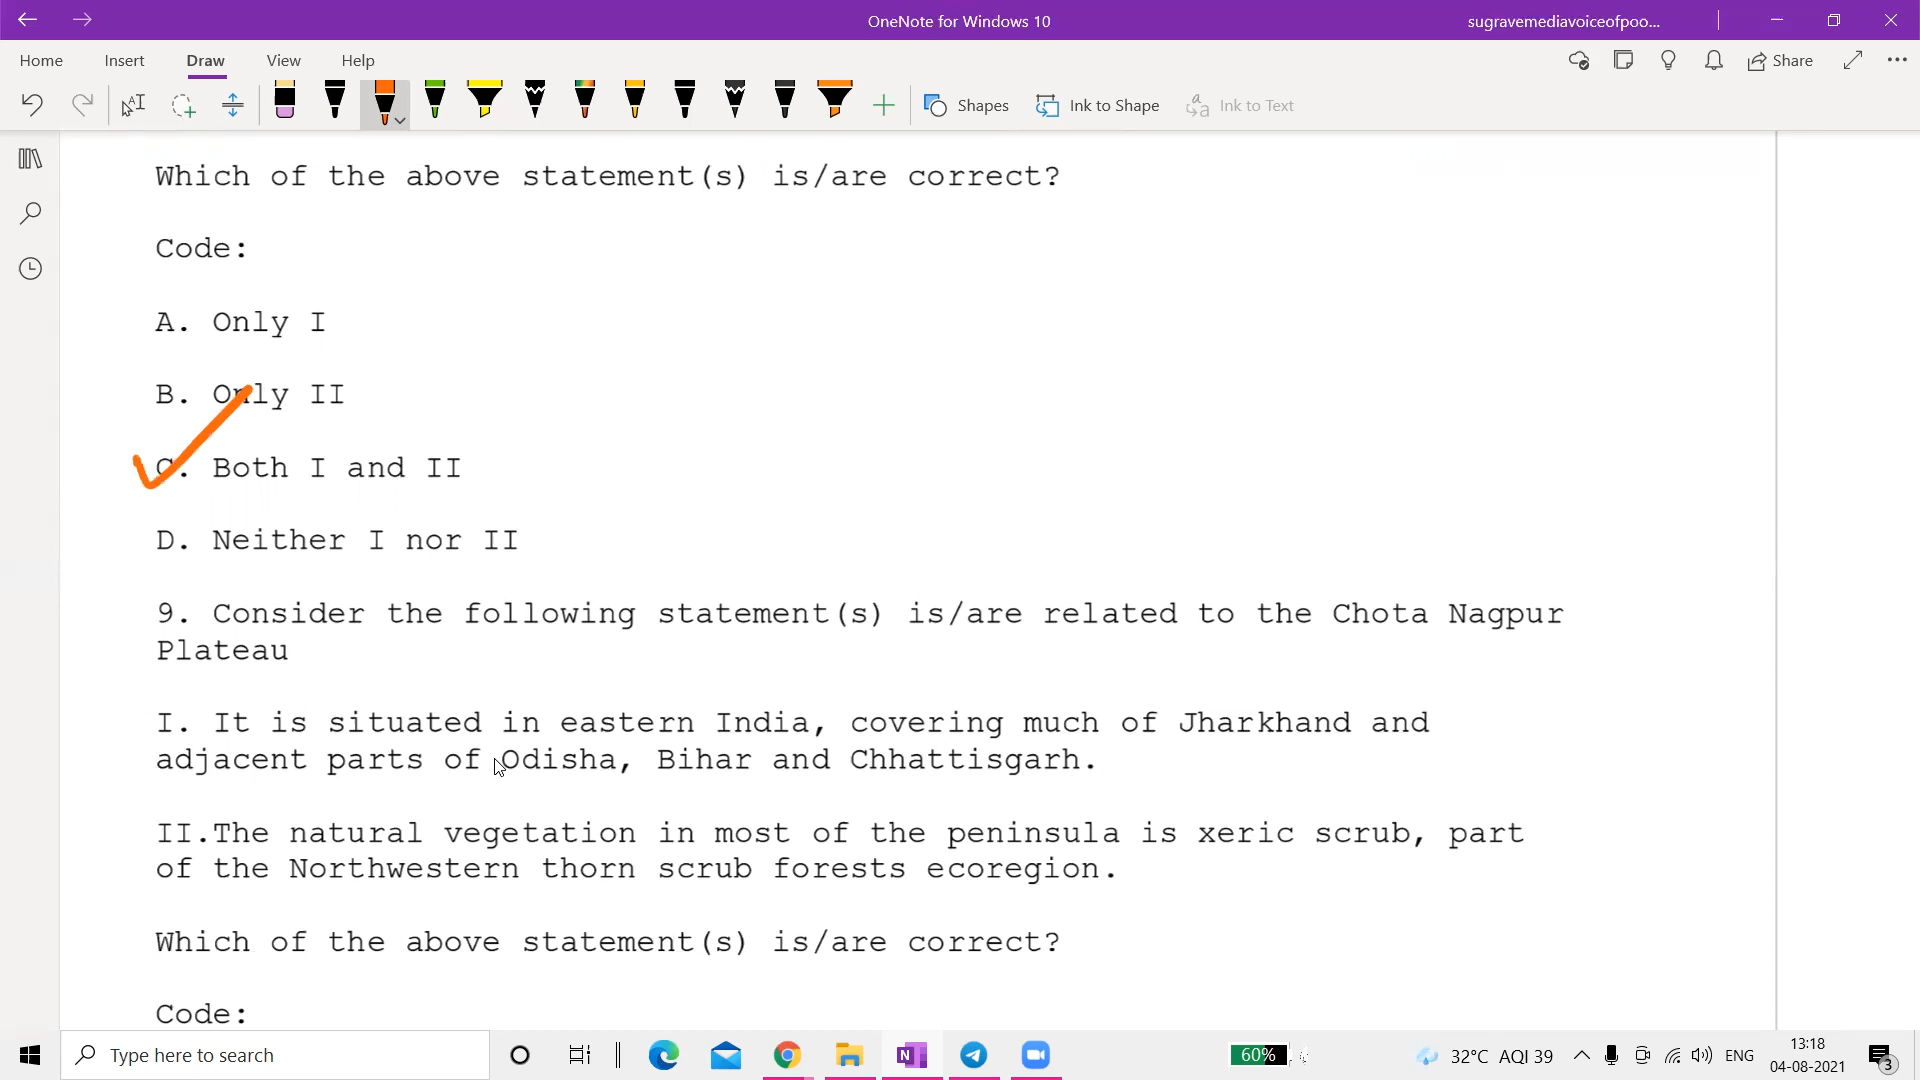 OneNote for Windows 10
sugravemediavoiceofpoo...
Home Insert Draw View Help
Share
Shapes Ink to Shape Ink to Text
Which of the above statement(s) is/are correct?
Code:
A. Only I
B. Only II
C. Both I and II
D. Neither I nor II
9. Consider the following statement(s) is/are related to the Chota Nagpur
Plateau
I. It is situated in eastern India, covering much of Jharkhand and
adjacent parts of Odisha, Bihar and Chhattisgarh.
II.The natural vegetation in most of the peninsula is xeric scrub, part
of the Northwestern thorn scrub forests ecoregion.
Which of the above statement(s) is/are correct?
Code:
Type here to search
60%
32°C AQI 39
ENG
13:18
04-08-2021
3